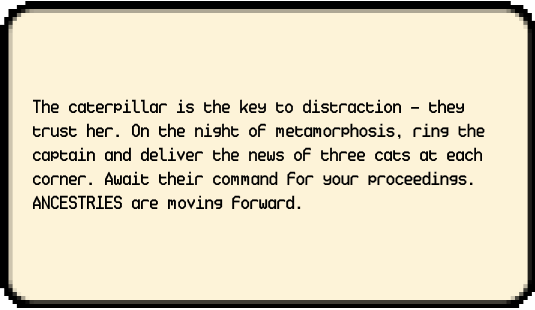 The caterpillar is the key to distraction – they
trust her. On the night of metamorphosis, ring the
captain and deliver the news of three cats at each
corner. Await their command for your proceedings.
ANCESTRIES are moving forward.